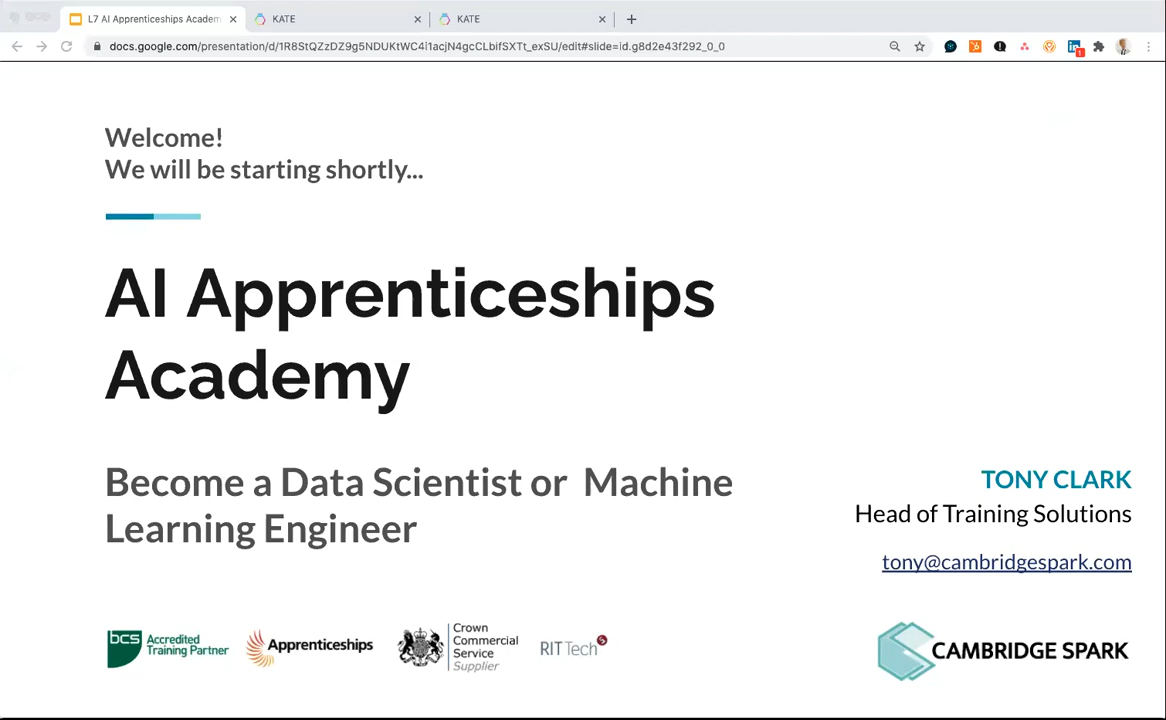 L7 AI Apprenticeships Academ
KATE
KATE
docs.google.com/presentation/d/1R8StQZzDZ9g5NDUKtWC4i1acjN4gcCLbifSXTt_exSU/edit#slide=id.g8d2e43f292_0_0
1
Welcome!
We will be starting shortly...
AI Apprenticeships
Academy
Become a Data Scientist or Machine
Learning Engineer
TONY CLARK
Head of Training Solutions
tony@cambridgespark.com
bcs Accredited
Training Partner
Apprenticeships
Crown
Commercial
Service
Supplier
RITTech
CAMBRIDGE SPARK